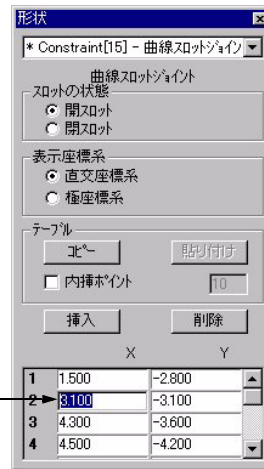 形状
* Constraint[15] - 曲線スロットジョイン
曲線スロットジョイント
スロットの状態
開スロット
開スロット
表示座標系
直交座標系
極座標系
テーブル
コピー 貼り付け
内挿ポイント 10
挿入 削除
X Y
1 1.500 -2.800
2 3.100 -3.100
3 4.300 -3.600
4 4.500 -4.200